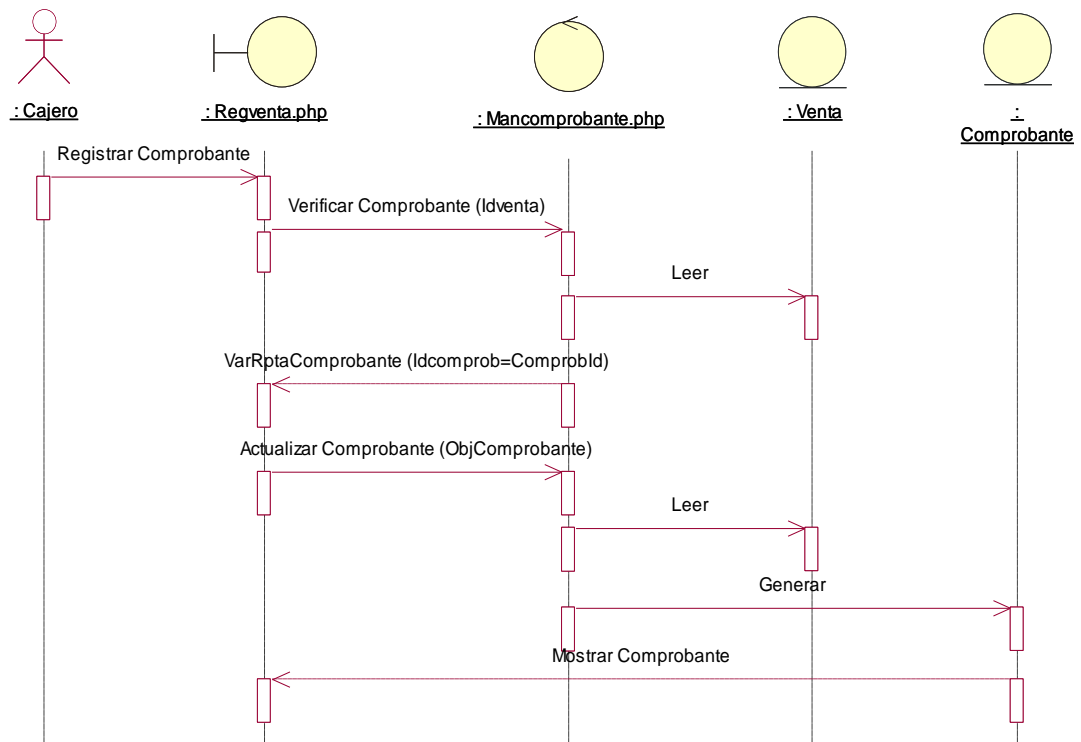 : Cajero
: Regventa.php
: Mancomprobante.php
: Venta
:
Comprobante
Registrar Comprobante
Verificar Comprobante (Idventa)
Leer
VarRptaComprobante (Idcomprob=ComprobId)
Actualizar Comprobante (ObjComprobante)
Leer
Generar
Mostrar Comprobante